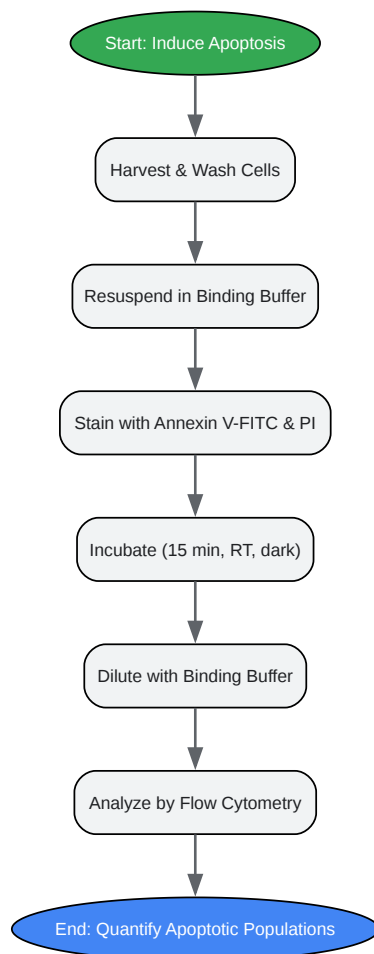 Start: Induce Apoptosis
Harvest & Wash Cells
Resuspend in Binding Buffer
Stain with Annexin V-FITC & PI
Incubate (15 min, RT, dark)
Dilute with Binding Buffer
Analyze by Flow Cytometry
End: Quantify Apoptotic Populations